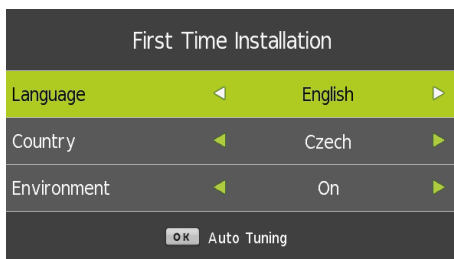 First Time Installation
Language English
Country Czech
Environment On
OK Auto Tuning